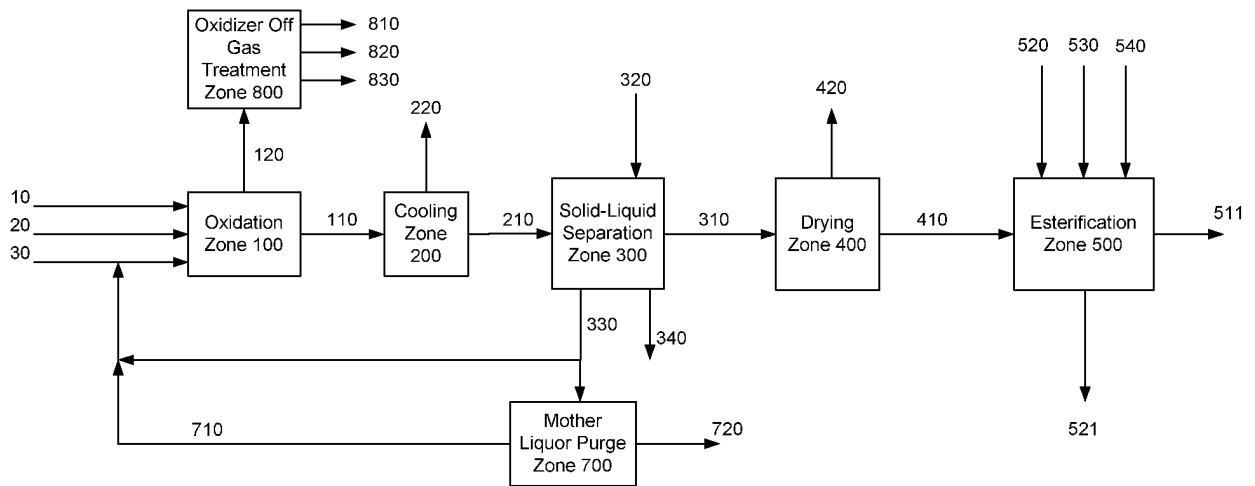 Oxidizer Off
Gas
Treatment
Zone 800
810
820
830
120
220
320
420
520 530 540
10
20
30
Oxidation
Zone 100
110
Cooling
Zone
200
210
Solid-Liquid
Separation
Zone 300
310
Drying
Zone 400
410
Esterification
Zone 500
511
330
340
521
710
Mother
Liquor Purge
Zone 700
720